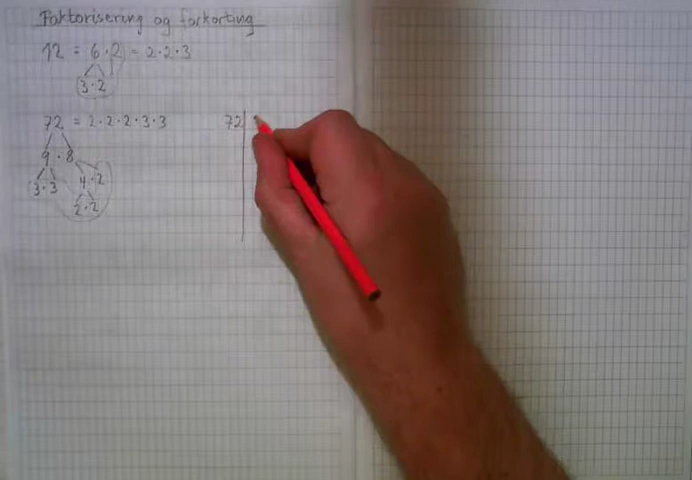 Faktorisering og forkorting
12 = 6 · 2 = 2 · 2 · 3
3 · 2
72 = 2 · 2 · 2 · 3 · 3
9 · 8
3 · 3 4 · 2
2 · 2
72